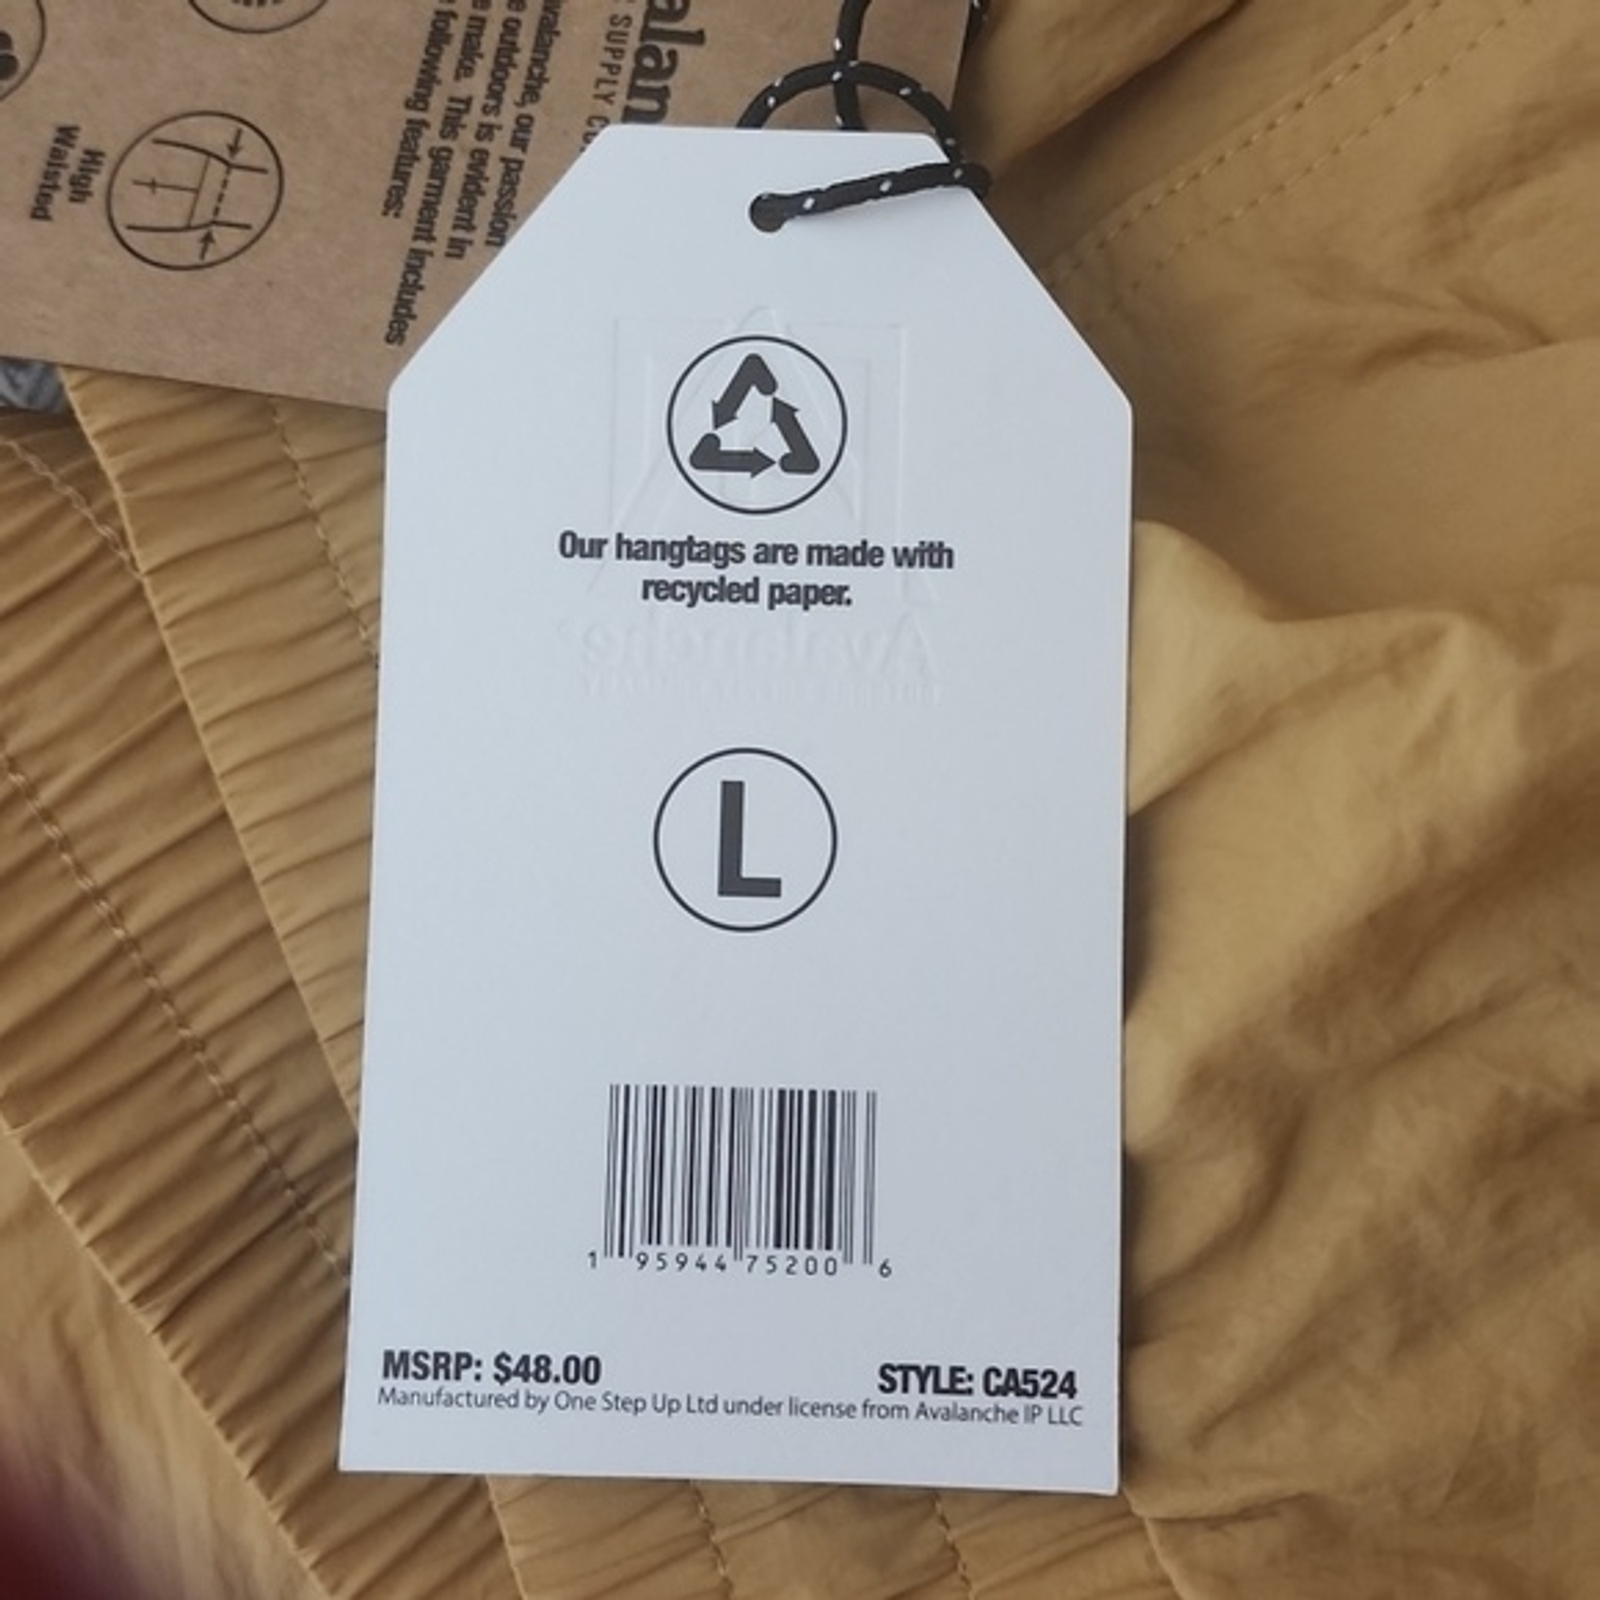 alan
SUPPLY
valanche, our passion
outdoors is evident in
make. This garment includes
following features:
High
Waisted
Our hangtags are made with
recycled paper.
Avalanche
L
1 95944 75200 6
MSRP: $48.00
STYLE: CA524
Manufactured by One Step Up Ltd under license from Avalanche IP LLC